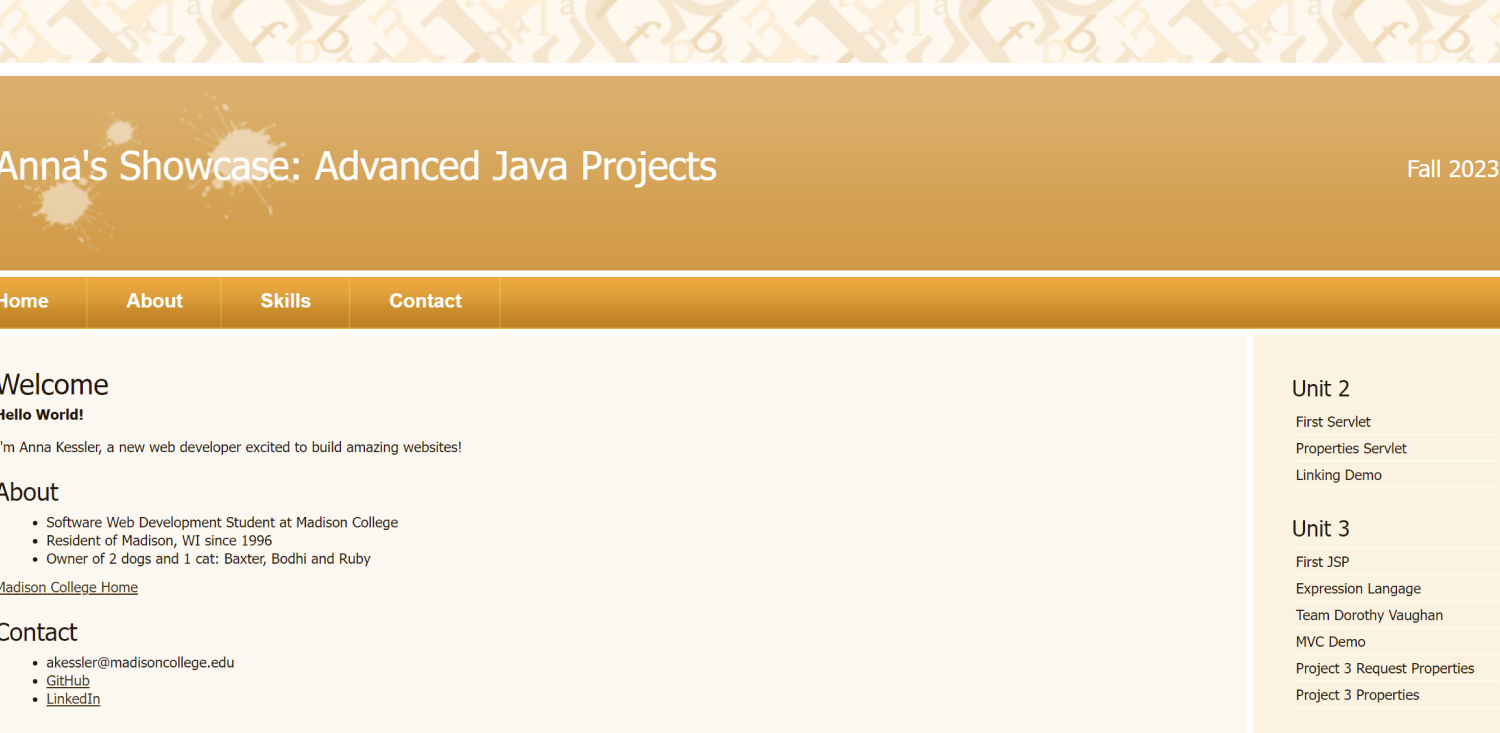 Anna's Showcase: Advanced Java Projects
Fall 2023
Home About Skills Contact
Welcome
Hello World!
I'm Anna Kessler, a new web developer excited to build amazing websites!
About
Software Web Development Student at Madison College
Resident of Madison, WI since 1996
Owner of 2 dogs and 1 cat: Baxter, Bodhi and Ruby
Madison College Home
Contact
akessler@madisoncollege.edu
GitHub
LinkedIn
Unit 2
First Servlet
Properties Servlet
Linking Demo
Unit 3
First JSP
Expression Langage
Team Dorothy Vaughan
MVC Demo
Project 3 Request Properties
Project 3 Properties